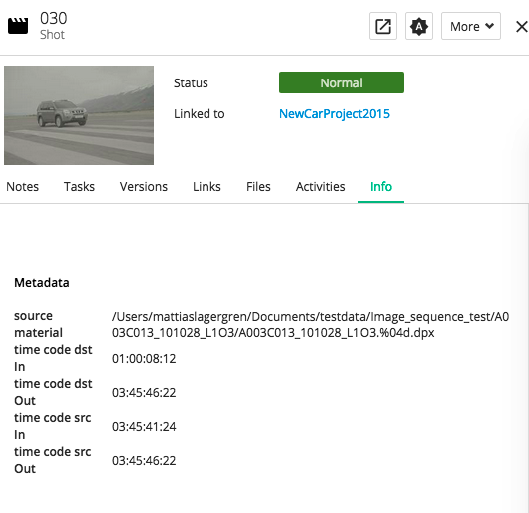 030
Shot
A
More
Status
Normal
Linked to
NewCarProject2015
Notes Tasks Versions Links Files Activities Info
Metadata
source material
/Users/mattiaslagergren/Documents/testdata/Image_sequence_test/A0
03C013_101028_L1O3/A003C013_101028_L1O3.%04d.dpx
time code dst
In
01:00:08:12
time code dst
Out
03:45:46:22
time code src
In
03:45:41:24
time code src
Out
03:45:46:22